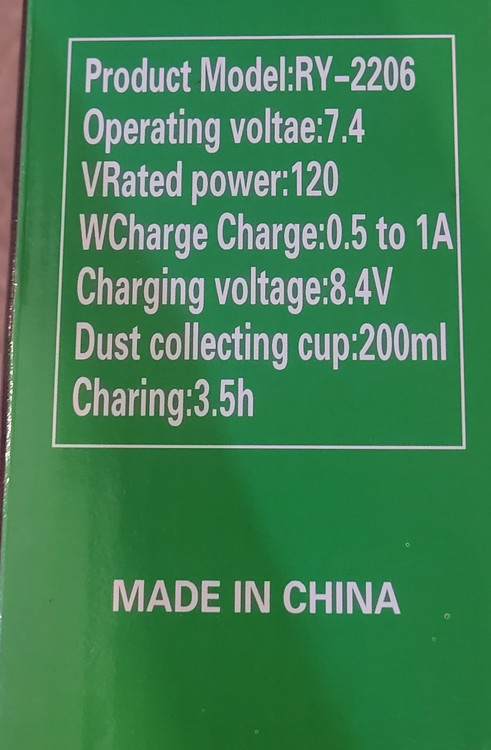 Product Model:RY-2206
Operating voltae:7.4
VRated power:120
WCharge Charge:0.5 to 1A
Charging voltage:8.4V
Dust collecting cup:200ml
Charing:3.5h
MADE IN CHINA